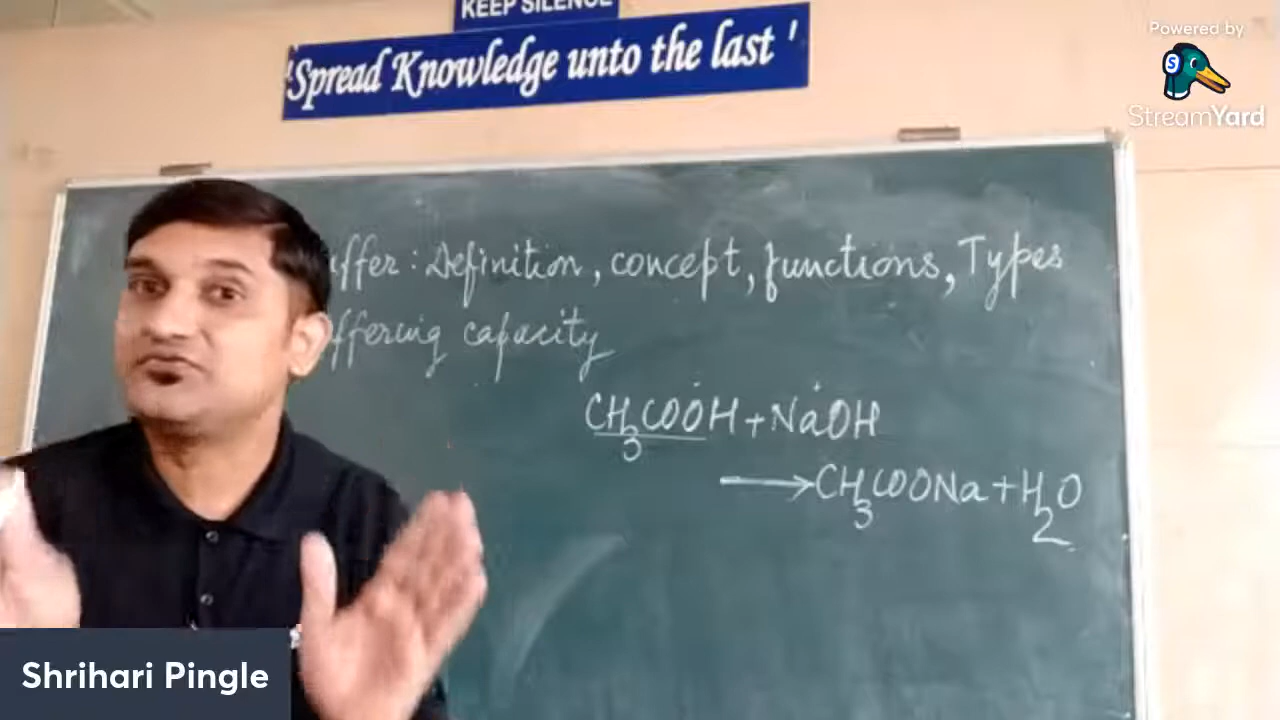 KEEP SILENCE
'Spread Knowledge unto the last'
Powered by
StreamYard
uffer: Definition, concept, functions, Types
ffering capacity
CH3COOH + NaOH
→ CH3COONa + H2O
Shrihari Pingle